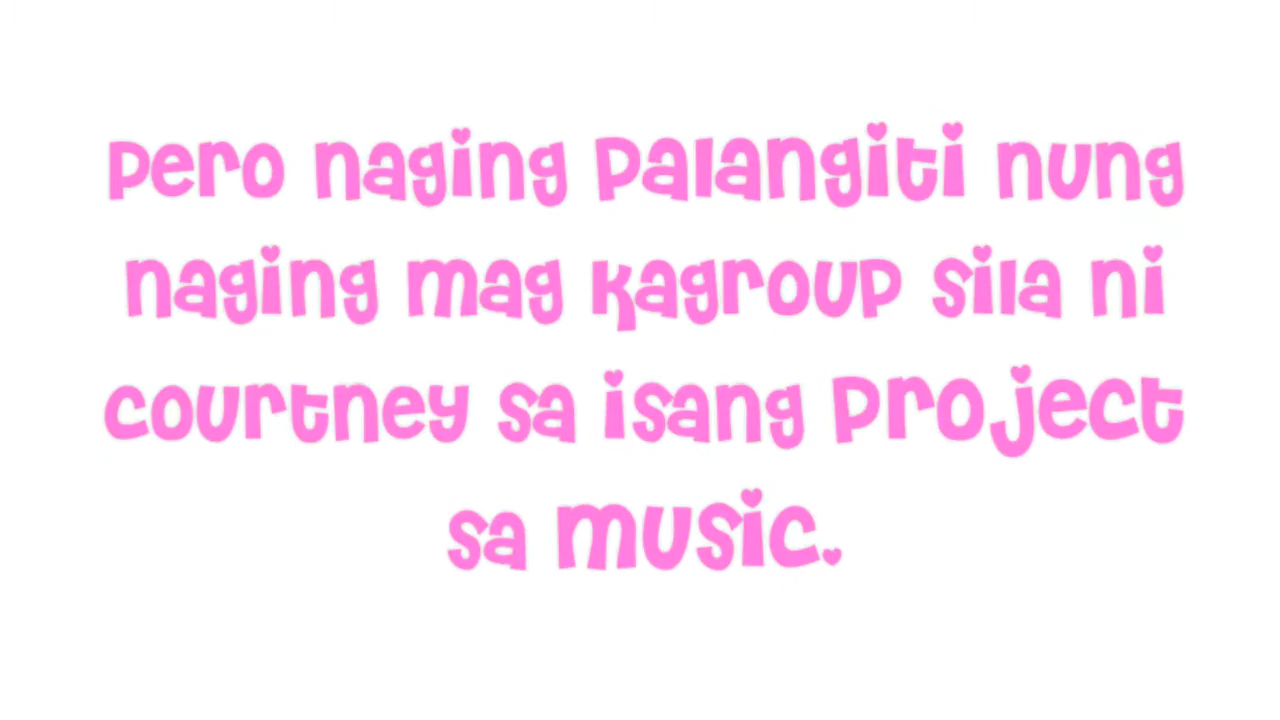 Pero naging Palangiti nung
naging mag kagroup sila ni
courtney sa isang Project
sa Music.